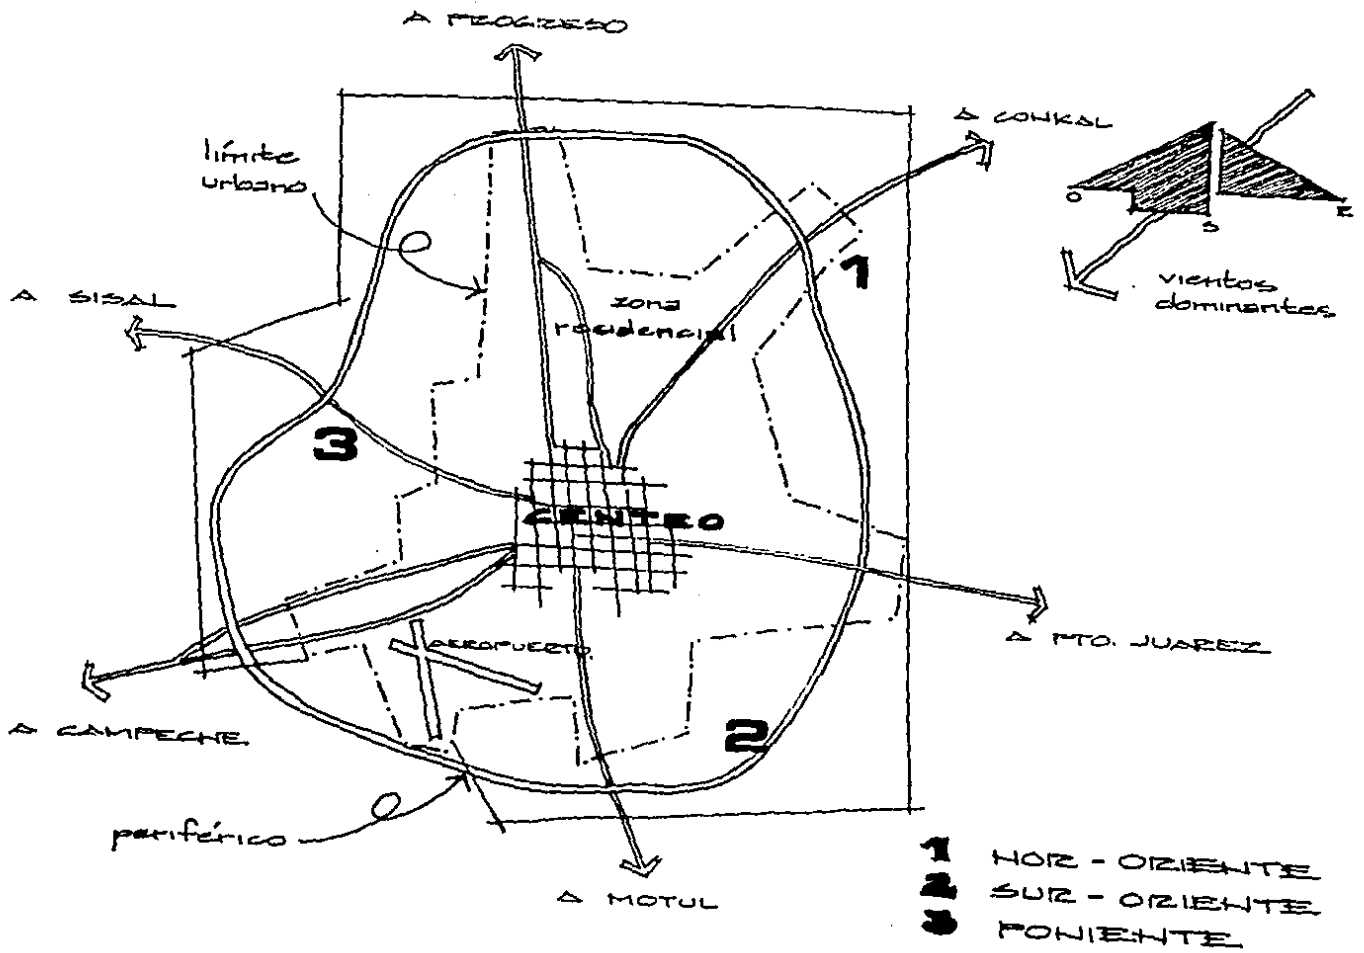 A PROGRESO
A CONKAL
límite
urbano
O
E
S
1
vientos
dominantes
A SISAL
zona
residencial
3
CENTRO
A PTO. JUAREZ
AEROPUERTO
A CAMPECHE
2
periférico
A MOTUL
1 NOR - ORIENTE
2 SUR - ORIENTE
3 PONIENTE